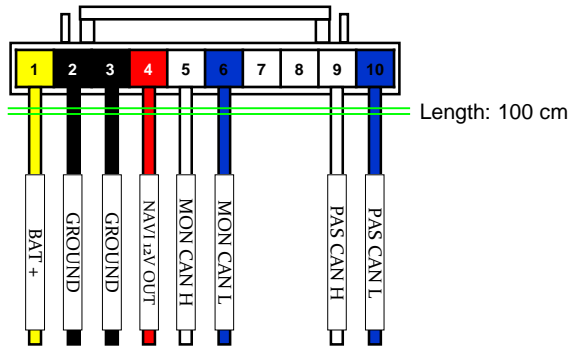 1 2 3 4 5 6 7 8 9 10
Length: 100 cm
BAT +
GROUND
GROUND
NAVI 12V OUT
MON CAN H
MON CAN L
PAS CAN H
PAS CAN L